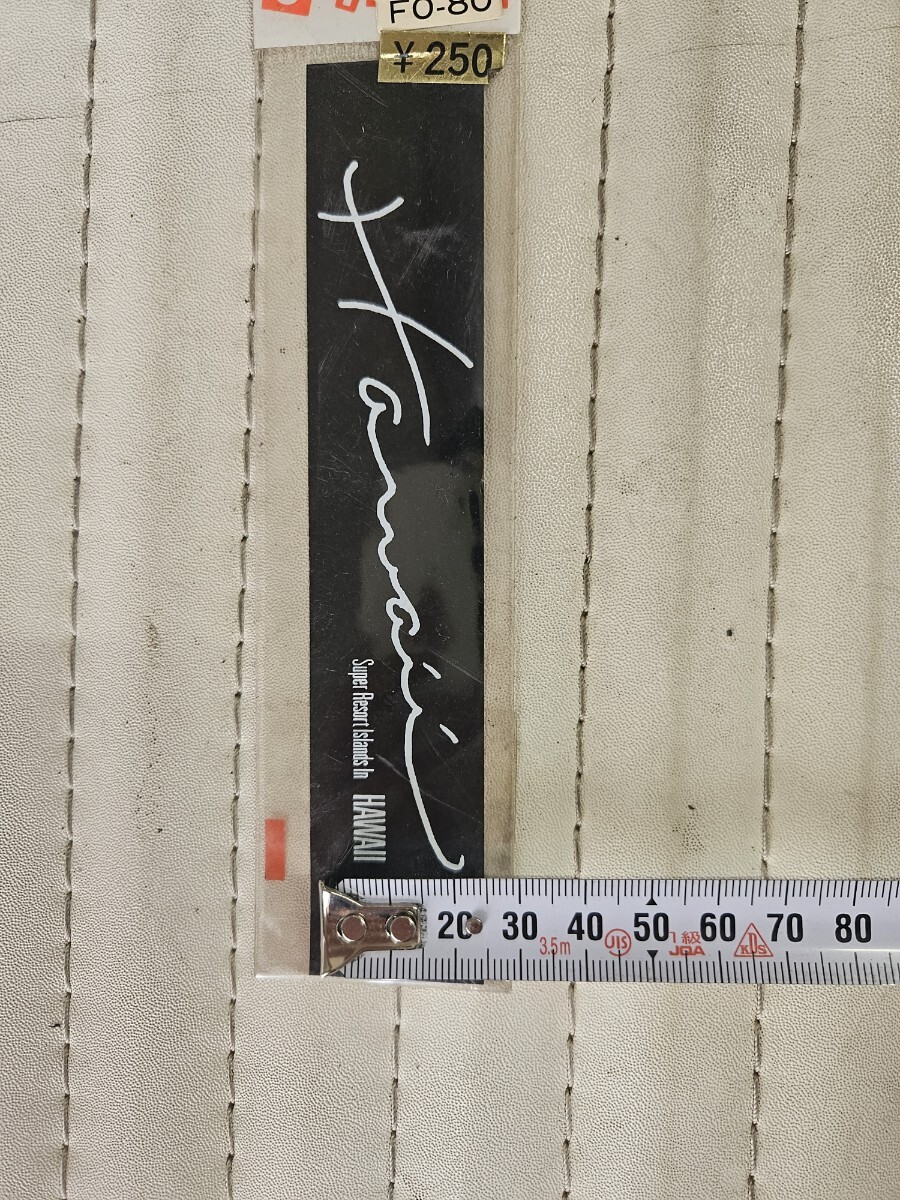 FO-80
¥250
Hawaii
Super Resort Islands In HAWAII
20 30 40 50 60 70 80
3.5m JIS 1級 JQA KDS